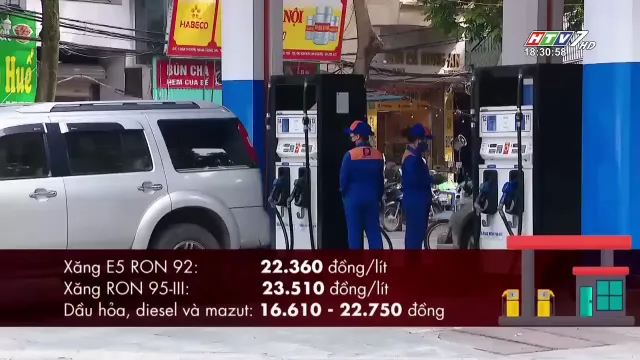 HABECO
HÀ NỘI
Huế
BÚN CHẢ
HTV7 HD
18:30:58
Xăng E5 RON 92: 22.360 đồng/lít
Xăng RON 95-III: 23.510 đồng/lít
Dầu hỏa, diesel và mazut: 16.610 - 22.750 đồng